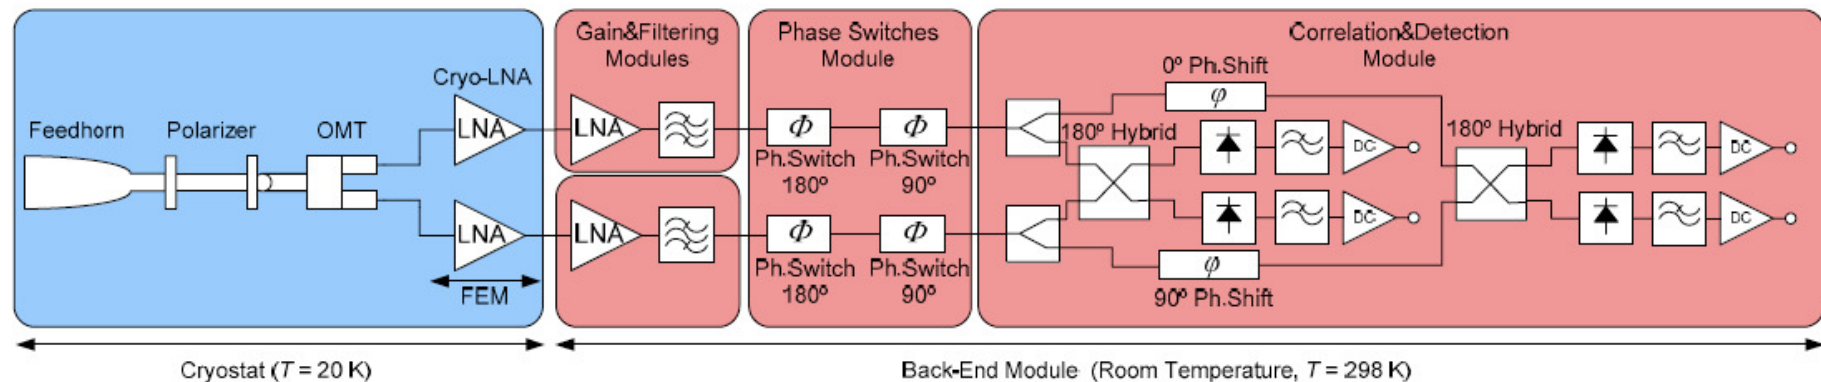 Gain&Filtering
Modules
Phase Switches
Module
Correlation&Detection
Module
Cryo-LNA
0º Ph.Shift
Feedhorn
Polarizer
OMT
LNA
LNA
Φ
Φ
φ
180º Hybrid
180º Hybrid
DC
DC
Ph.Switch
180º
Ph.Switch
90º
LNA
LNA
Φ
Φ
DC
DC
FEM
Ph.Switch
180º
Ph.Switch
90º
φ
90º Ph.Shift
Cryostat (T = 20 K)
Back-End Module (Room Temperature, T = 298 K)